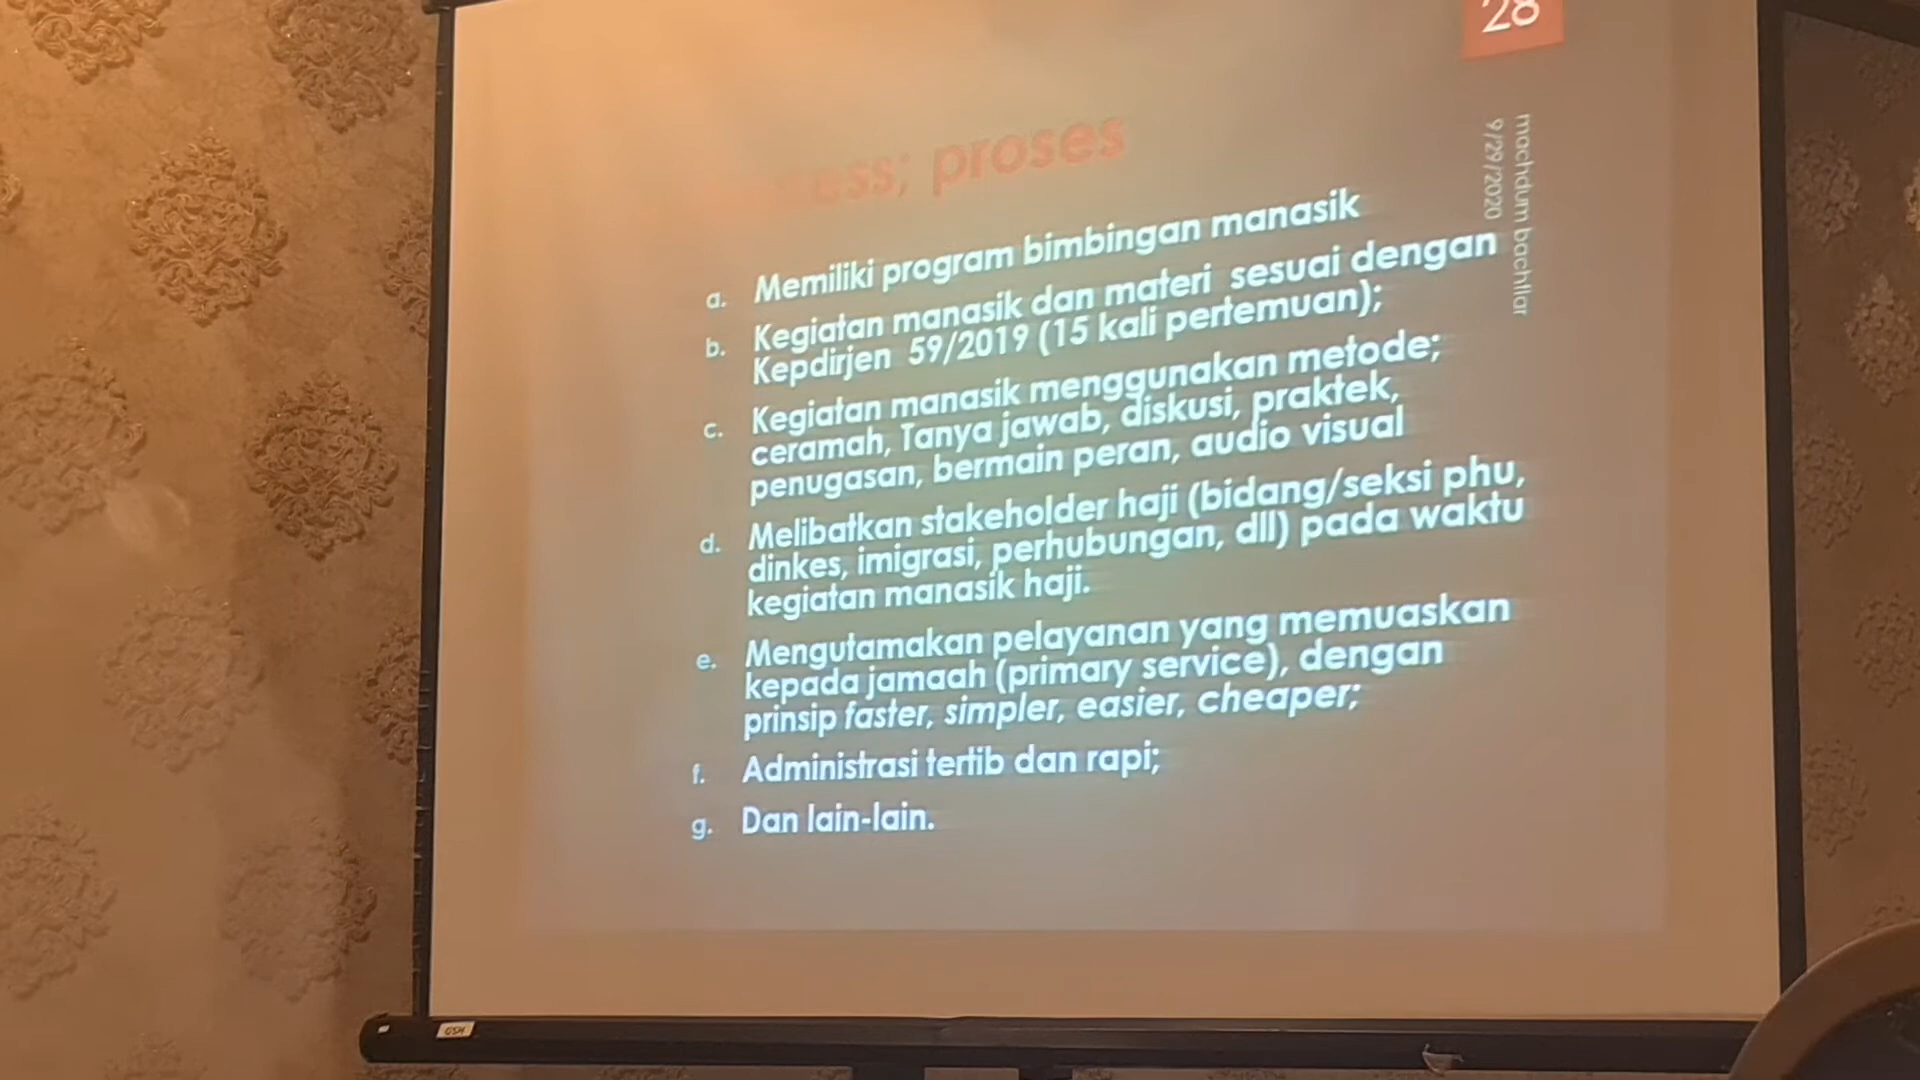 28
machdum bachtiar
9/29/2020
proses
a. Memiliki program bimbingan manasik
b. Kegiatan manasik dan materi sesuai dengan
Kepdirjen 59/2019 (15 kali pertemuan);
c. Kegiatan manasik menggunakan metode;
ceramah, Tanya jawab, diskusi, praktek,
penugasan, bermain peran, audio visual
d. Melibatkan stakeholder haji (bidang/seksi phu,
dinkes, imigrasi, perhubungan, dll) pada waktu
kegiatan manasik haji.
e. Mengutamakan pelayanan yang memuaskan
kepada jamaah (primary service), dengan
prinsip faster, simpler, easier, cheaper;
f. Administrasi tertib dan rapi;
g. Dan lain-lain.
GSH